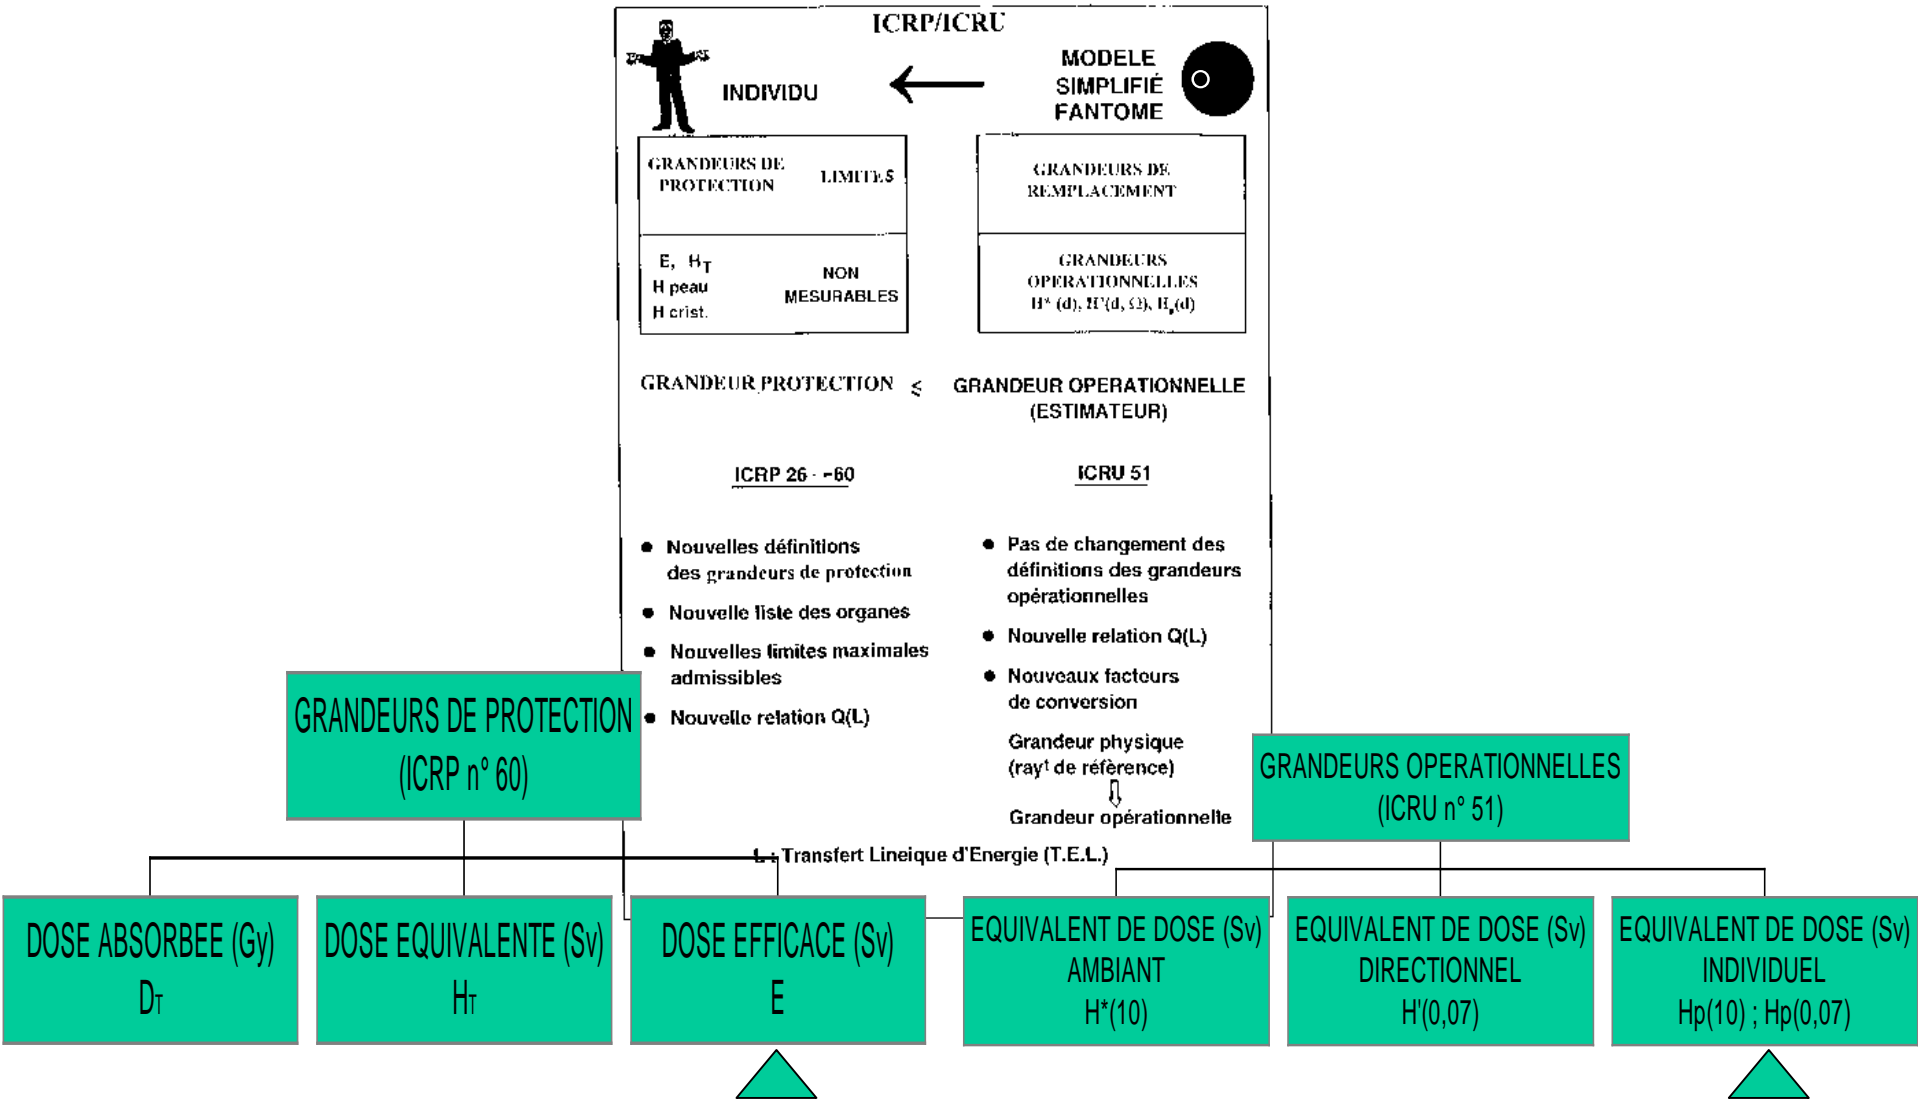 ICRP/ICRU
INDIVIDU
MODELE
SIMPLIFIÉ
FANTOME
GRANDEURS DE
PROTECTION
LIMITES
GRANDEURS DE
REMPLACEMENT
E, HT
H peau
H crist.
NON
MESURABLES
GRANDEURS
OPERATIONNELLES
H* (d), H'(d, Ω), Hp(d)
GRANDEUR PROTECTION ≤ GRANDEUR OPERATIONNELLE
(ESTIMATEUR)
ICRP 26 - 60
● Nouvelles définitions
des grandeurs de protection
● Nouvelle liste des organes
● Nouvelles limites maximales
admissibles
● Nouvelle relation Q(L)
ICRU 51
● Pas de changement des
définitions des grandeurs
opérationnelles
● Nouvelle relation Q(L)
● Nouveaux facteurs
de conversion
Grandeur physique
(rayt de référence)
⇩
Grandeur opérationnelle
L : Transfert Lineique d'Energie (T.E.L.)
GRANDEURS DE PROTECTION
(ICRP n° 60)
DOSE ABSORBEE (Gy)
DT
DOSE EQUIVALENTE (Sv)
HT
DOSE EFFICACE (Sv)
E
GRANDEURS OPERATIONNELLES
(ICRU n° 51)
EQUIVALENT DE DOSE (Sv)
AMBIANT
H*(10)
EQUIVALENT DE DOSE (Sv)
DIRECTIONNEL
H'(0,07)
EQUIVALENT DE DOSE (Sv)
INDIVIDUEL
Hp(10) ; Hp(0,07)